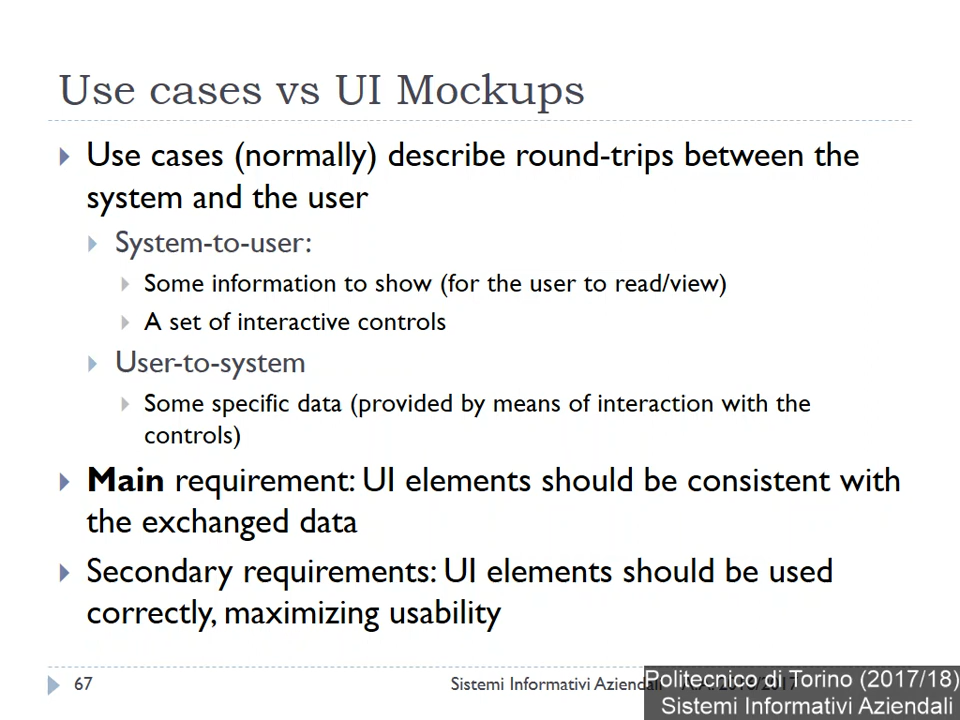 Use cases vs UI Mockups
Use cases (normally) describe round-trips between the
system and the user
System-to-user:
Some information to show (for the user to read/view)
A set of interactive controls
User-to-system
Some specific data (provided by means of interaction with the
controls)
Main requirement: UI elements should be consistent with
the exchanged data
Secondary requirements: UI elements should be used
correctly, maximizing usability
67
Sistemi Informativi Aziendali A.A. 2016/2017
Politecnico di Torino (2017/18)
Sistemi Informativi Aziendali